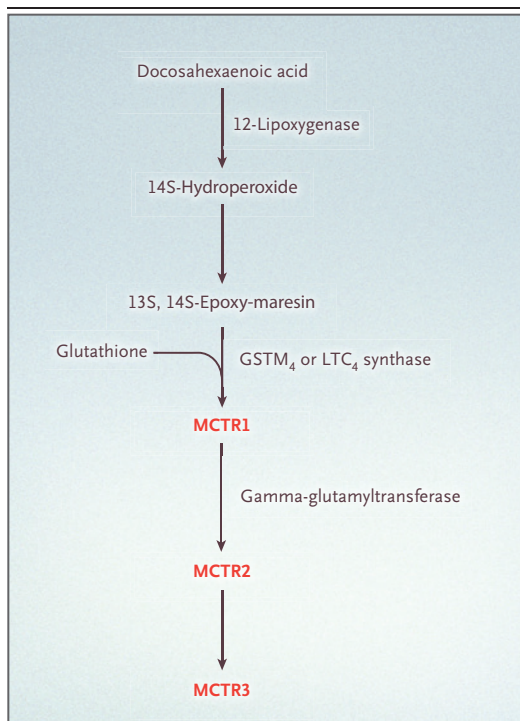 Docosahexaenoic acid
12-Lipoxygenase
14S-Hydroperoxide
13S, 14S-Epoxy-maresin
Glutathione
GSTM₄ or LTC₄ synthase
MCTR1
Gamma-glutamyltransferase
MCTR2
MCTR3